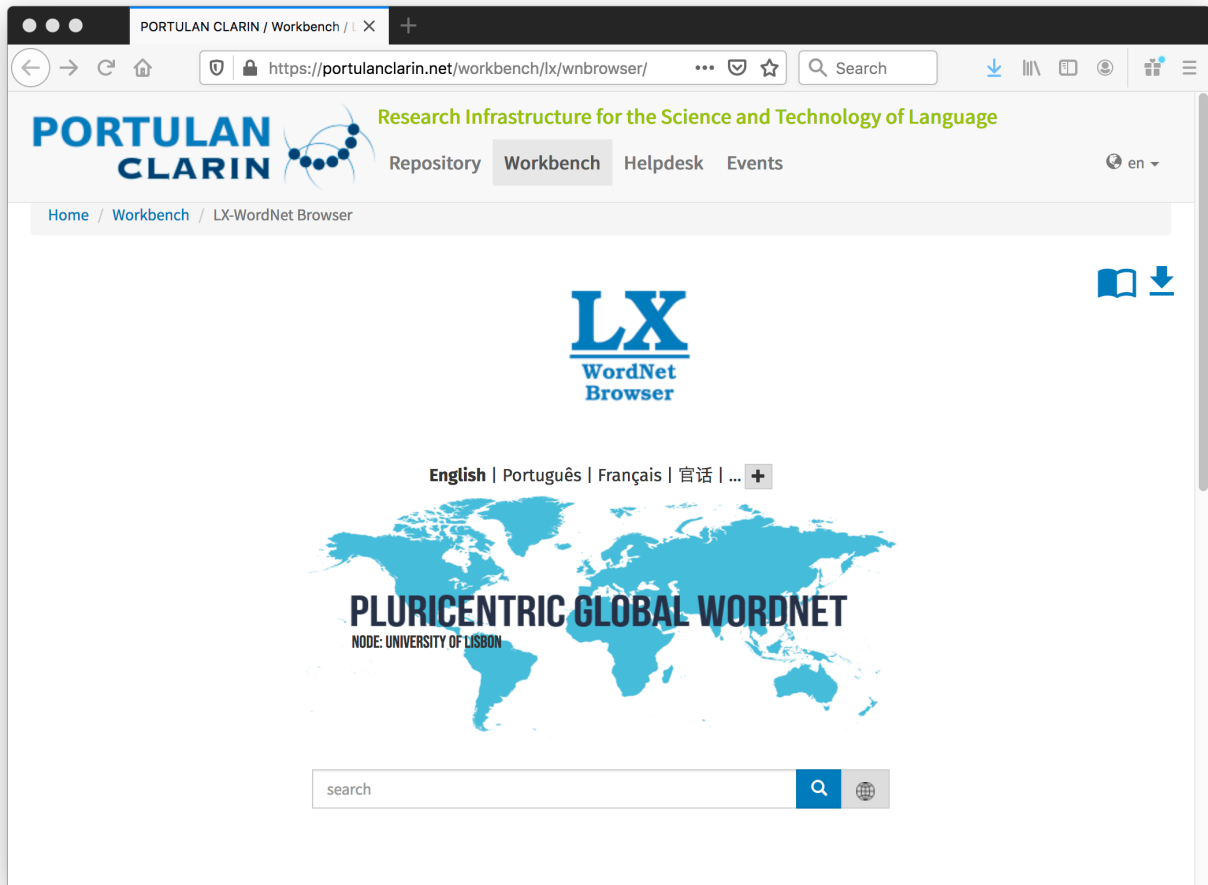 PORTULAN CLARIN / Workbench / L
https://portulanclarin.net/workbench/lx/wnbrowser/
Search
PORTULAN
CLARIN
Research Infrastructure for the Science and Technology of Language
Repository Workbench Helpdesk Events
en
Home / Workbench / LX-WordNet Browser
LX
WordNet
Browser
English | Português | Français | 官话 | ...
PLURICENTRIC GLOBAL WORDNET
NODE: UNIVERSITY OF LISBON
search